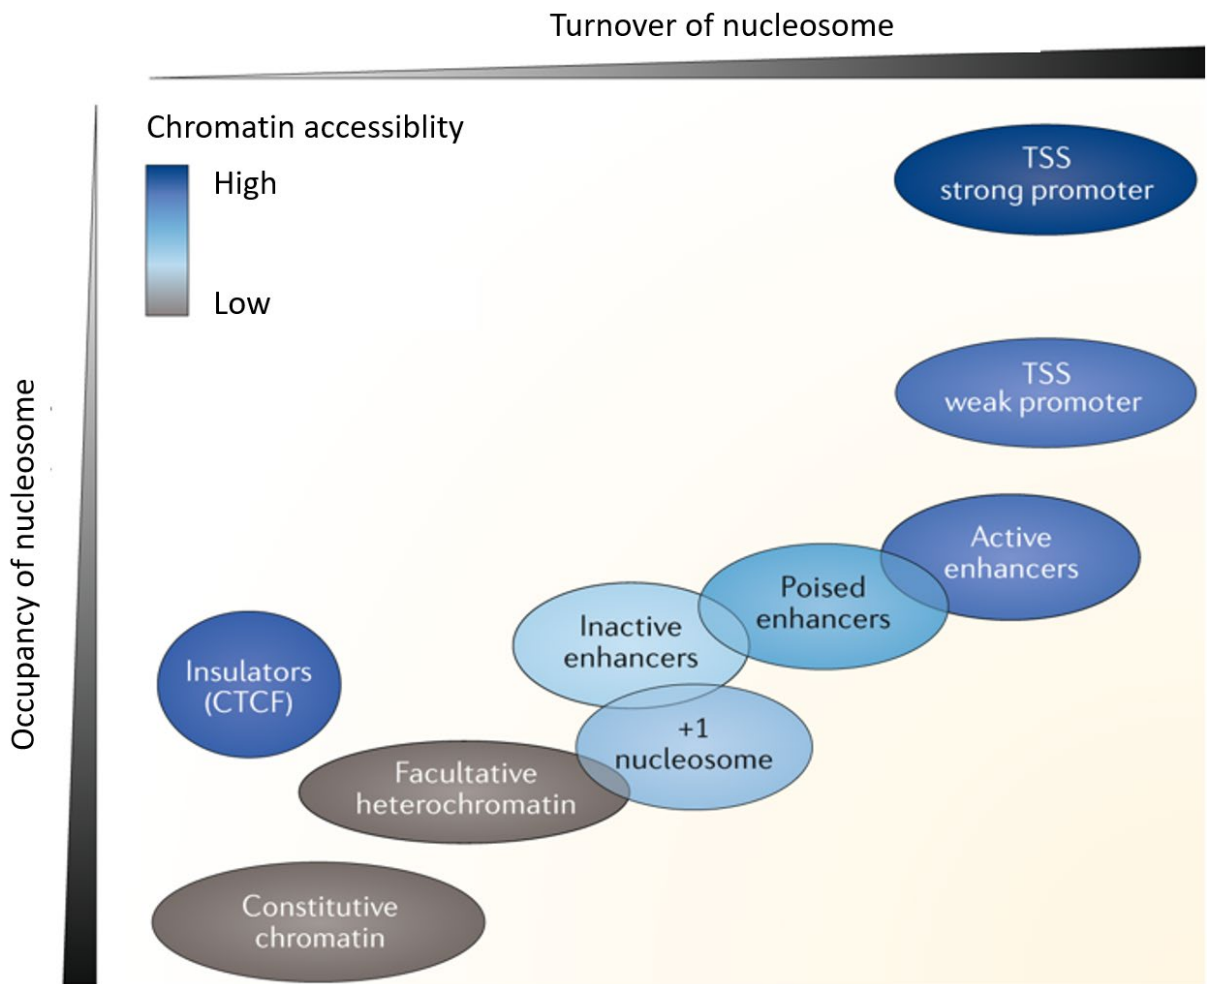 Turnover of nucleosome
Chromatin accessiblity
High
Low
Occupancy of nucleosome
TSS
strong promoter
TSS
weak promoter
Active
enhancers
Poised
enhancers
Inactive
enhancers
Insulators
(CTCF)
+1
nucleosome
Facultative
heterochromatin
Constitutive
chromatin